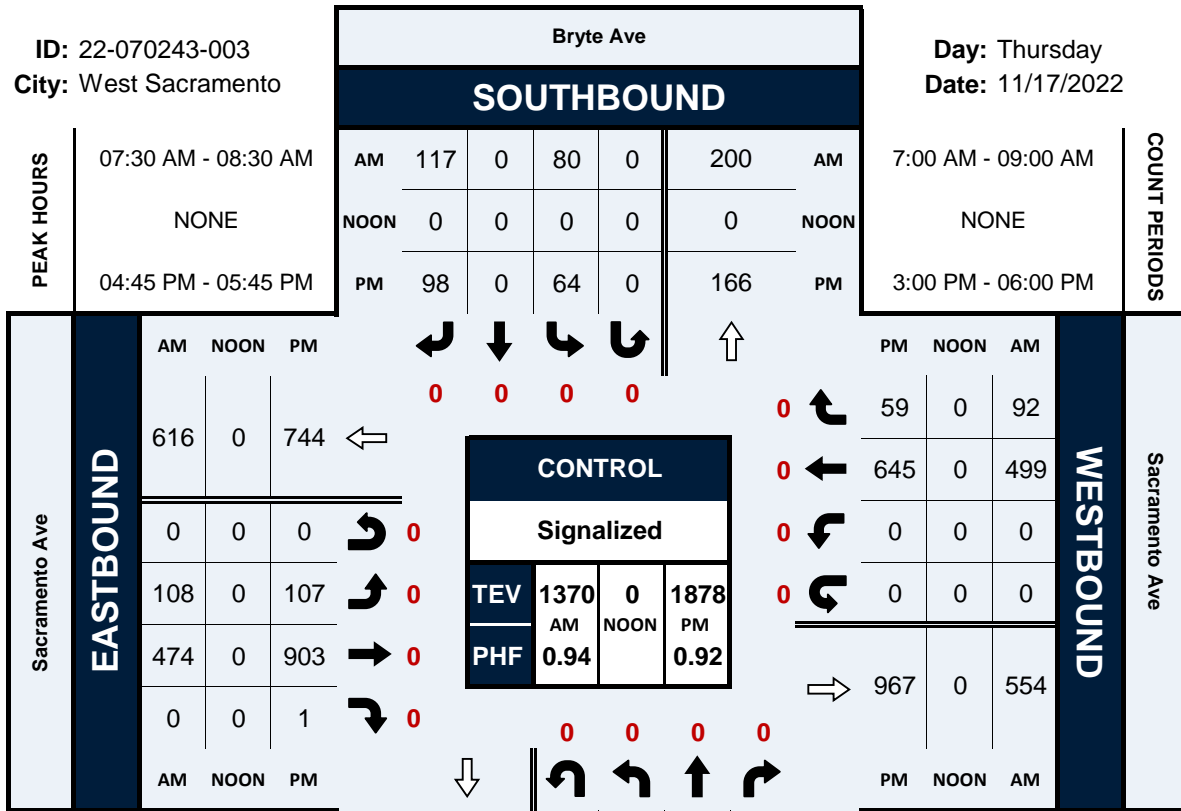 Bryte Ave
ID: 22-070243-003
City: West Sacramento
Day: Thursday
Date: 11/17/2022
SOUTHBOUND
PEAK HOURS
07:30 AM - 08:30 AM
NONE
04:45 PM - 05:45 PM
AM 117 0 80 0 200 AM
NOON 0 0 0 0 0 NOON
PM 98 0 64 0 166 PM
7:00 AM - 09:00 AM
NONE
3:00 PM - 06:00 PM
COUNT PERIODS
0 0 0 0
Sacramento Ave
EASTBOUND
AM NOON PM
616 0 744
0 0 0 0
108 0 107 0
474 0 903 0
0 0 1 0
AM NOON PM
CONTROL
Signalized
TEV 1370 0 1878
AM NOON PM
PHF 0.94 0.92
PM NOON AM
0 59 0 92
0 645 0 499
0 0 0 0
0 0 0 0
967 0 554
PM NOON AM
WESTBOUND
Sacramento Ave
0 0 0 0